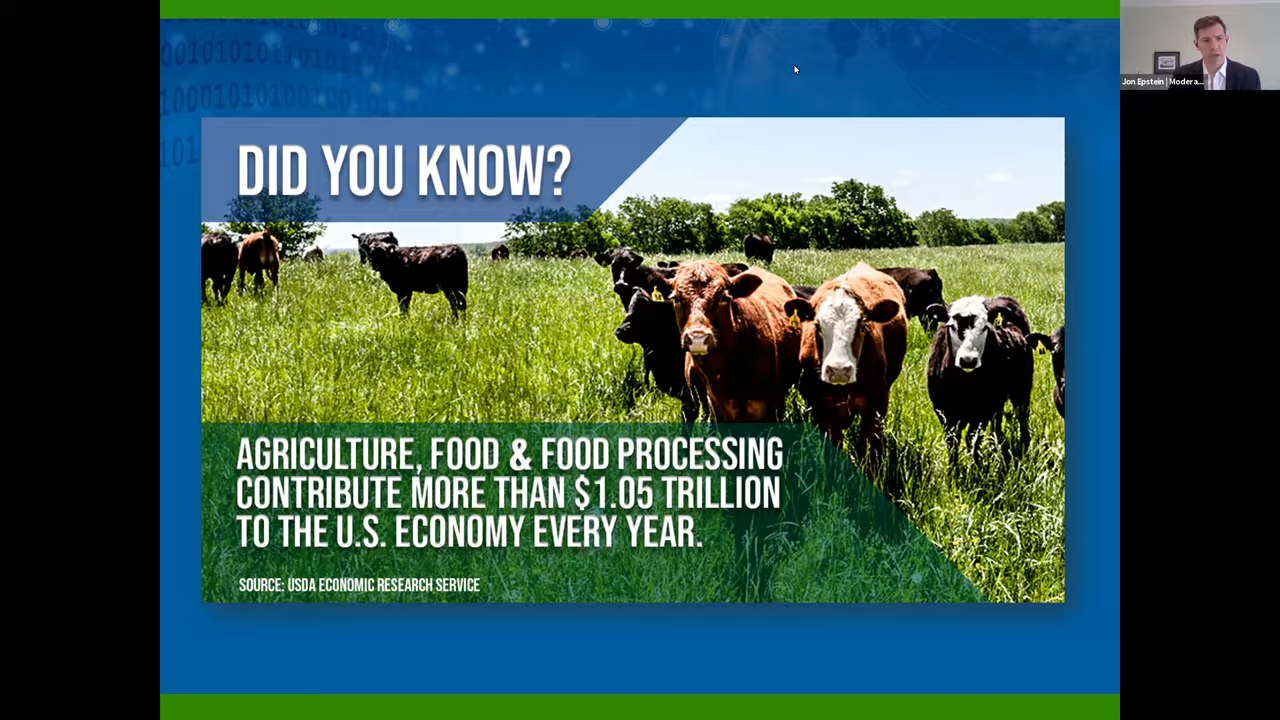 DID YOU KNOW?
AGRICULTURE, FOOD & FOOD PROCESSING
CONTRIBUTE MORE THAN $1.05 TRILLION
TO THE U.S. ECONOMY EVERY YEAR.
SOURCE: USDA ECONOMIC RESEARCH SERVICE
Jon Epstein | Modera...